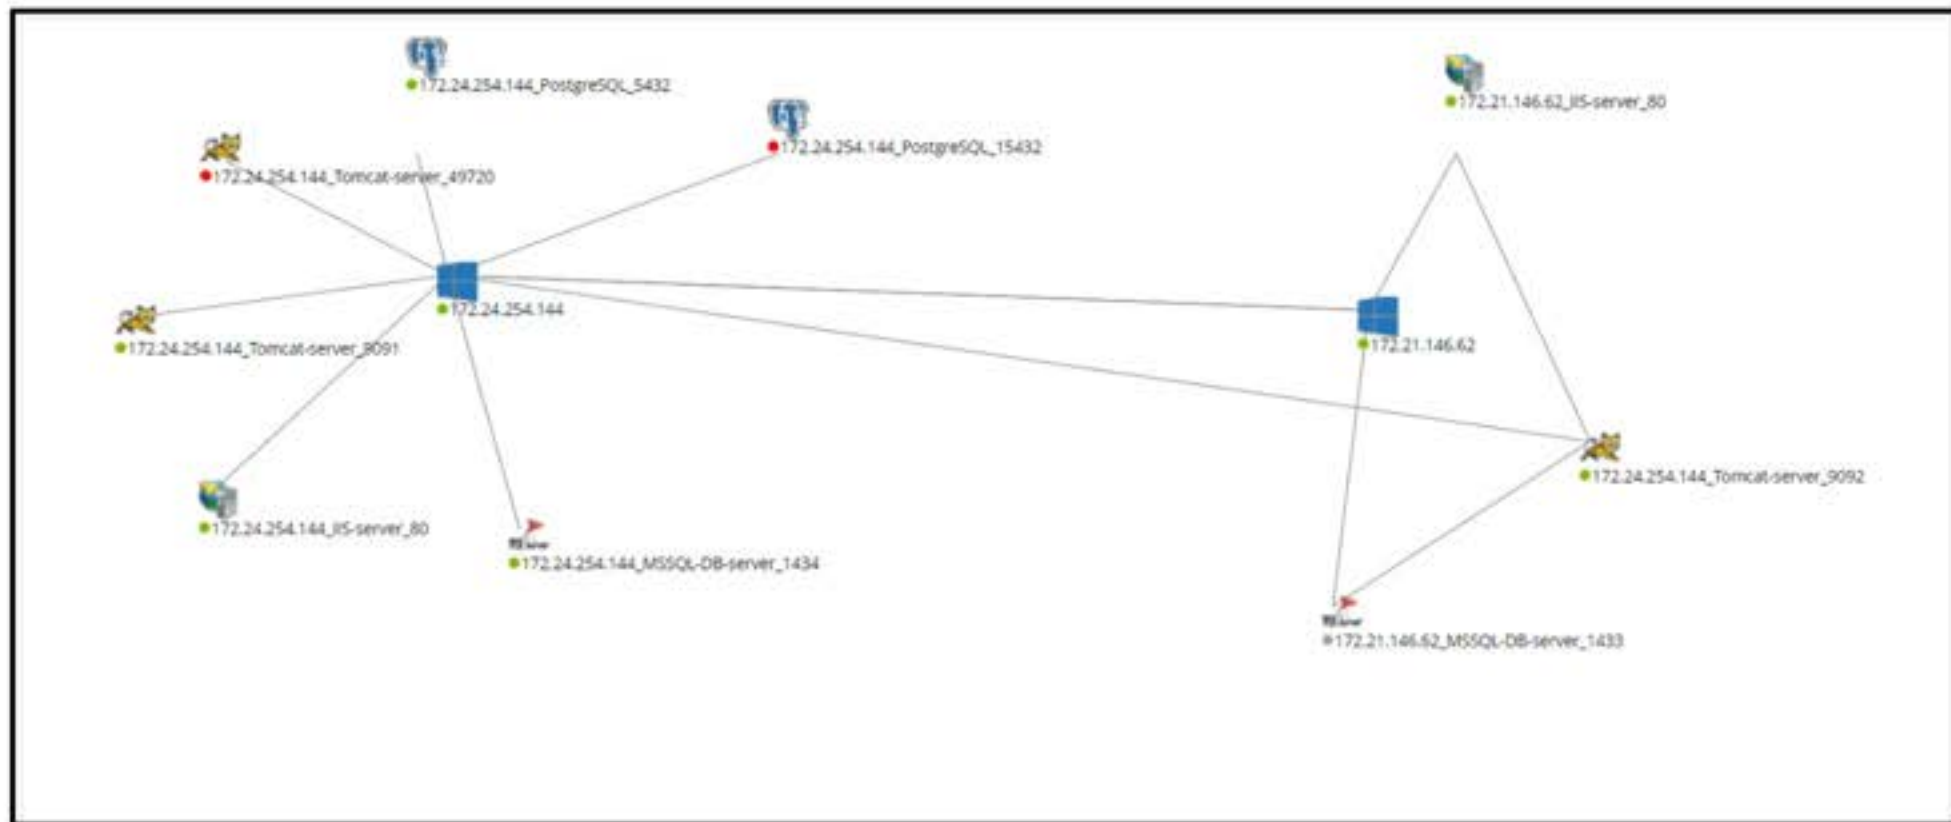 172.24.254.144_PostgreSQL_5432
172.21.146.62_IIS-server_80
172.24.254.144_PostgreSQL_15432
172.24.254.144_Tomcat-server_49720
172.24.254.144
172.21.146.62
172.24.254.144_Tomcat-server_9091
172.24.254.144_Tomcat-server_9092
172.24.254.144_IIS-server_80
172.24.254.144_MSSQL-DB-server_1434
172.21.146.62_MSSQL-DB-server_1433